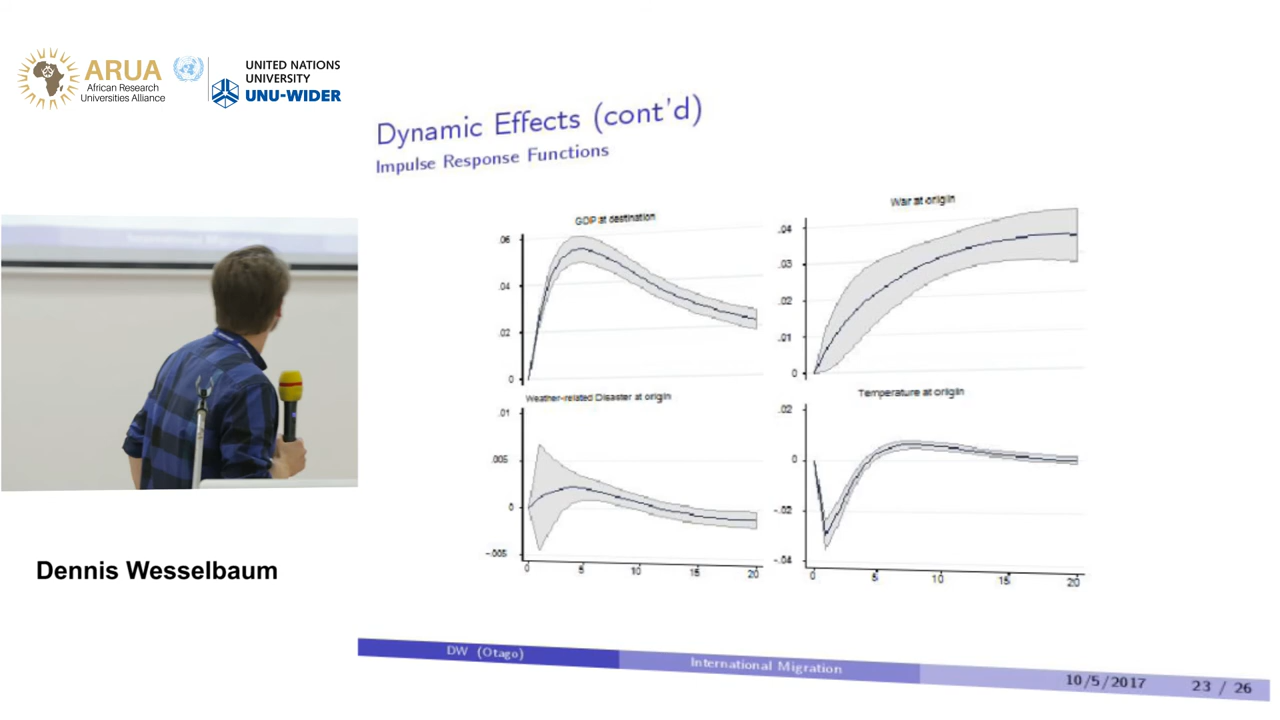 ARUA
African Research
Universities Alliance
UNITED NATIONS
UNIVERSITY
UNU-WIDER
Dynamic Effects (cont'd)
Impulse Response Functions
GDP at destination
.06
.04
.02
0
War at origin
.04
.03
.02
.01
0
Weather-related Disaster at origin
.01
.005
0
-.005
0 5 10 15 20
Temperature at origin
.02
0
-.02
-.04
0 5 10 15 20
Dennis Wesselbaum
DW (Otago)
International Migration
10/5/2017
23 / 26